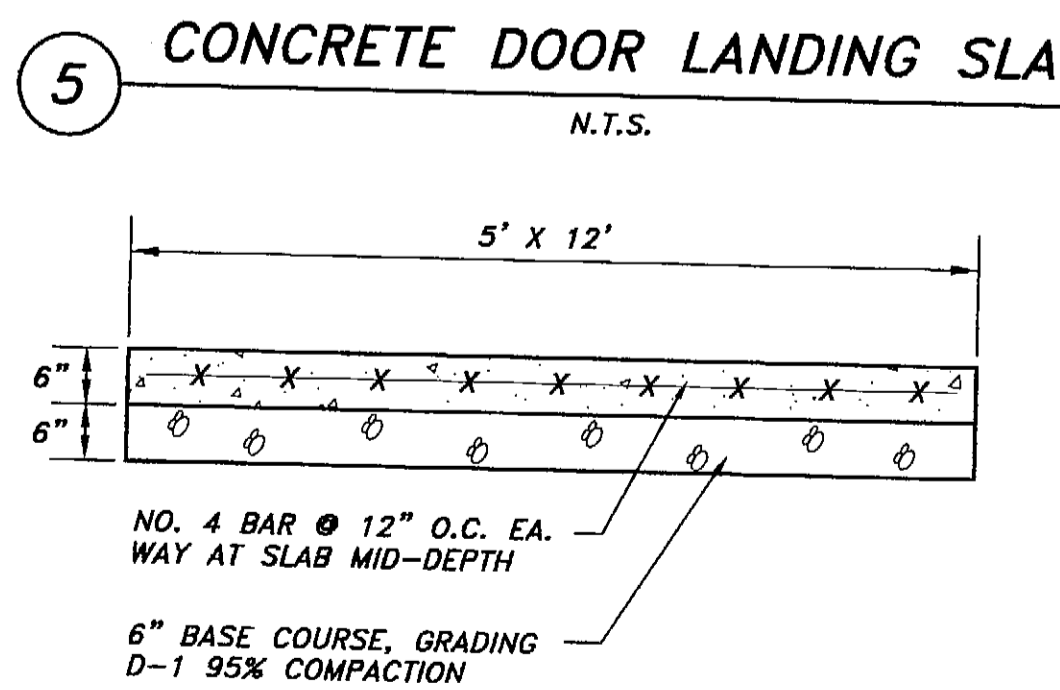 5
CONCRETE DOOR LANDING SLA
N.T.S.
5' X 12'
6"
6"
NO. 4 BAR @ 12" O.C. EA.
WAY AT SLAB MID-DEPTH
6" BASE COURSE, GRADING
D-1 95% COMPACTION